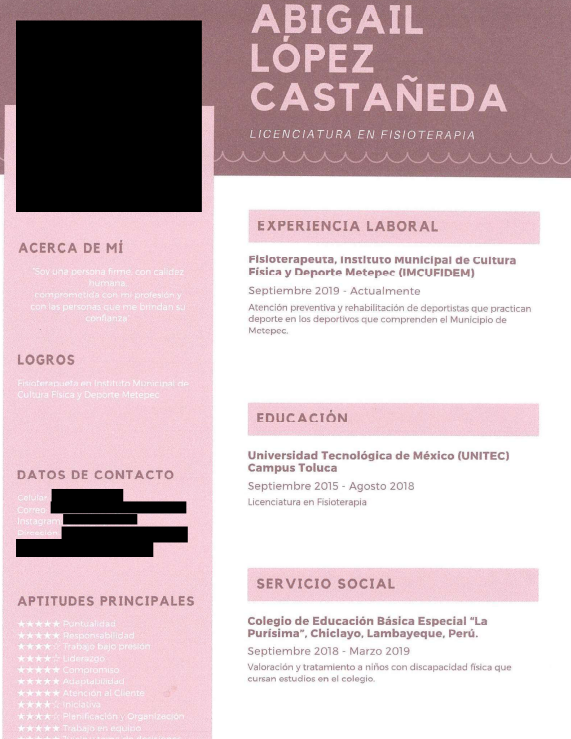 ABIGAIL
LÓPEZ
CASTAÑEDA
LICENCIATURA EN FISIOTERAPIA
ACERCA DE MÍ
"Soy una persona firme, con calidez
humana,
comprometida con mi profesión y
con las personas que me brindan su
confianza"
LOGROS
Fisioterapeuta en Instituto Municipal de
Cultura Física y Deporte Metepec
DATOS DE CONTACTO
Celular:
Correo:
Instagram:
Dirección:
APTITUDES PRINCIPALES
★★★★★ Puntualidad
★★★★★ Responsabilidad
★★★★☆ Trabajo bajo presión
★★★★☆ Liderazgo
★★★★★ Compromiso
★★★★★ Adaptabilidad
★★★★★ Atención al Cliente
★★★★☆ Iniciativa
★★★★☆ Planificación y Organización
★★★★★ Trabajo en equipo
EXPERIENCIA LABORAL
Fisioterapeuta, Instituto Municipal de Cultura
Física y Deporte Metepec (IMCUFIDEM)
Septiembre 2019 - Actualmente
Atención preventiva y rehabilitación de deportistas que practican
deporte en los deportivos que comprenden el Municipio de
Metepec.
EDUCACIÓN
Universidad Tecnológica de México (UNITEC)
Campus Toluca
Septiembre 2015 - Agosto 2018
Licenciatura en Fisioterapia
SERVICIO SOCIAL
Colegio de Educación Básica Especial "La
Purísima", Chiclayo, Lambayeque, Perú.
Septiembre 2018 - Marzo 2019
Valoración y tratamiento a niños con discapacidad física que
cursan estudios en el colegio.